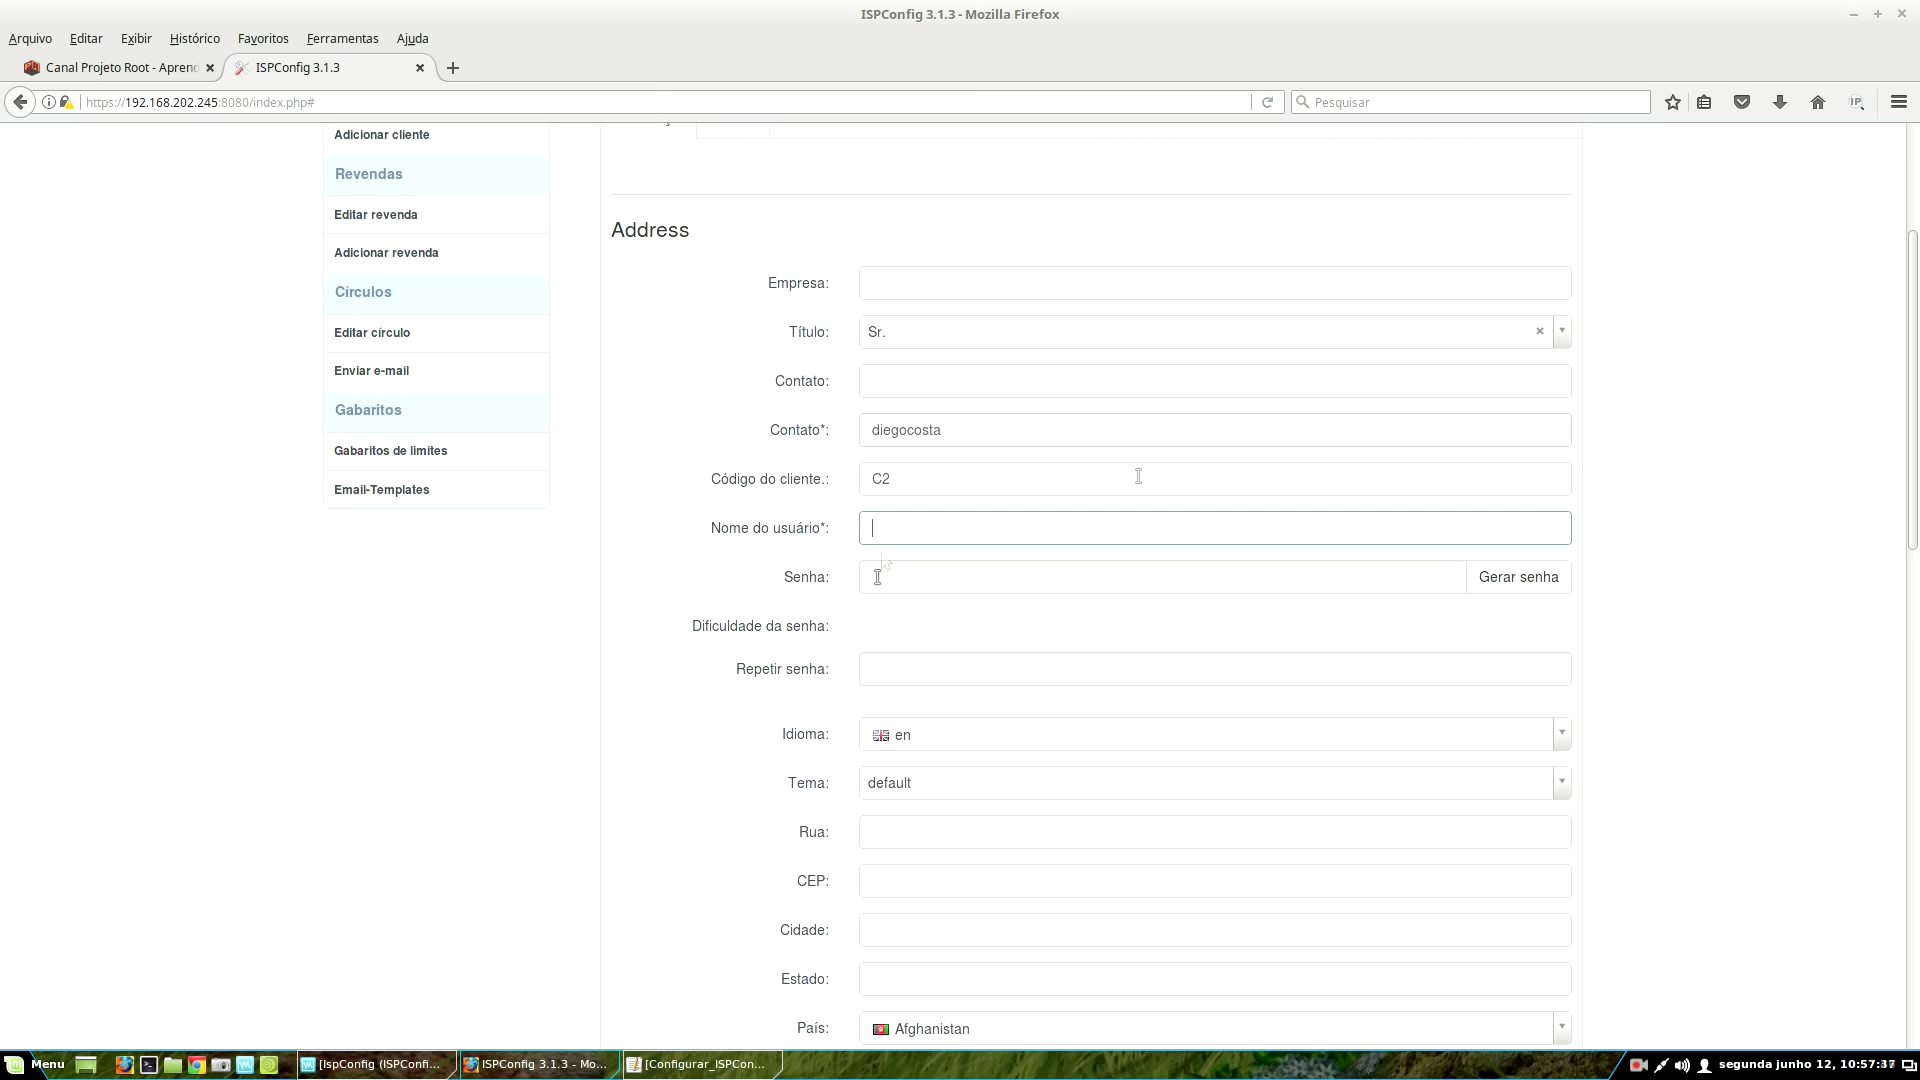 ISPConfig 3.1.3 - Mozilla Firefox
Arquivo Editar Exibir Histórico Favoritos Ferramentas Ajuda
Canal Projeto Root - Aprend
ISPConfig 3.1.3
https://192.168.202.245:8080/index.php#
Pesquisar
IP
Adicionar cliente
Revendas
Editar revenda
Adicionar revenda
Círculos
Editar círculo
Enviar e-mail
Gabaritos
Gabaritos de limites
Email-Templates
Address
Empresa:
Título: Sr.
Contato:
Contato*: diegocosta
Código do cliente.: C2
Nome do usuário*:
Senha: Gerar senha
Dificuldade da senha:
Repetir senha:
Idioma: en
Tema: default
Rua:
CEP:
Cidade:
Estado:
País: Afghanistan
Menu
[IspConfig (ISPConfi...
ISPConfig 3.1.3 - Mo...
[Configurar_ISPCon...
segunda junho 12, 10:57: